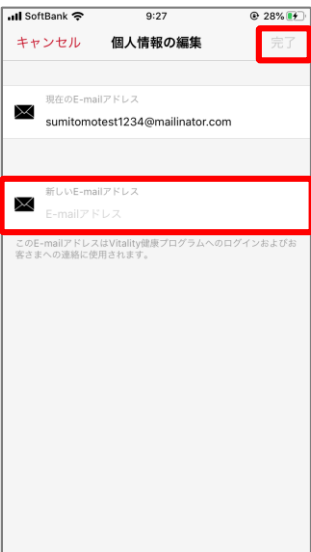 SoftBank 9:27 28%
キャンセル 個人情報の編集 完了
現在のE-mailアドレス
sumitomotest1234@mailinator.com
新しいE-mailアドレス
E-mailアドレス
このE-mailアドレスはVitality健康プログラムへのログインおよびお
客さまへの連絡に使用されます。